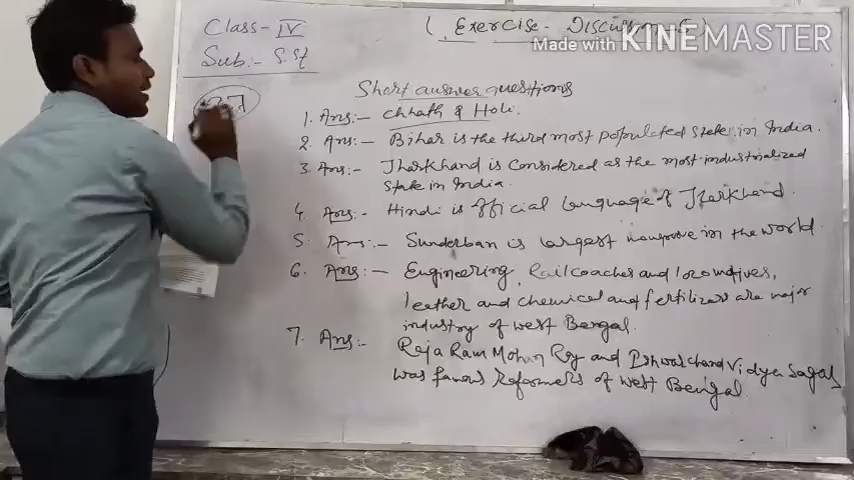 Class-IV
Sub:- S.St
(Exercise- Discussion-5)
Made with KINEMASTER
Short answer questions
1. Ans:- chhath & Holi.
2. Ans:- Bihar is the third most populated state in India.
3. Ans:- Jharkhand is considered as the most industrialized
state in India.
4. Ans:- Hindi is official language of Jharkhand.
5. Ans:- Sunderban is largest mangrove in the world.
6. Ans:- Engineering, Railcoaches and locomotives,
leather and chemical and fertilizers are major
industry of west Bengal.
7. Ans:- Raja Ram Mohan Roy and Ishwarchand Vidya Sagar
was famous Reformers of west Bengal.